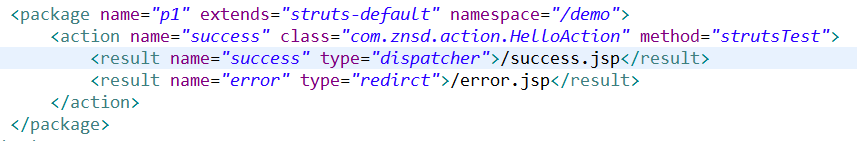 <package name="p1" extends="struts-default" namespace="/demo">
<action name="success" class="com.znsd.action.HelloAction" method="strutsTest">
<result name="success" type="dispatcher">/success.jsp</result>
<result name="error" type="redirct">/error.jsp</result>
</action>
</package>